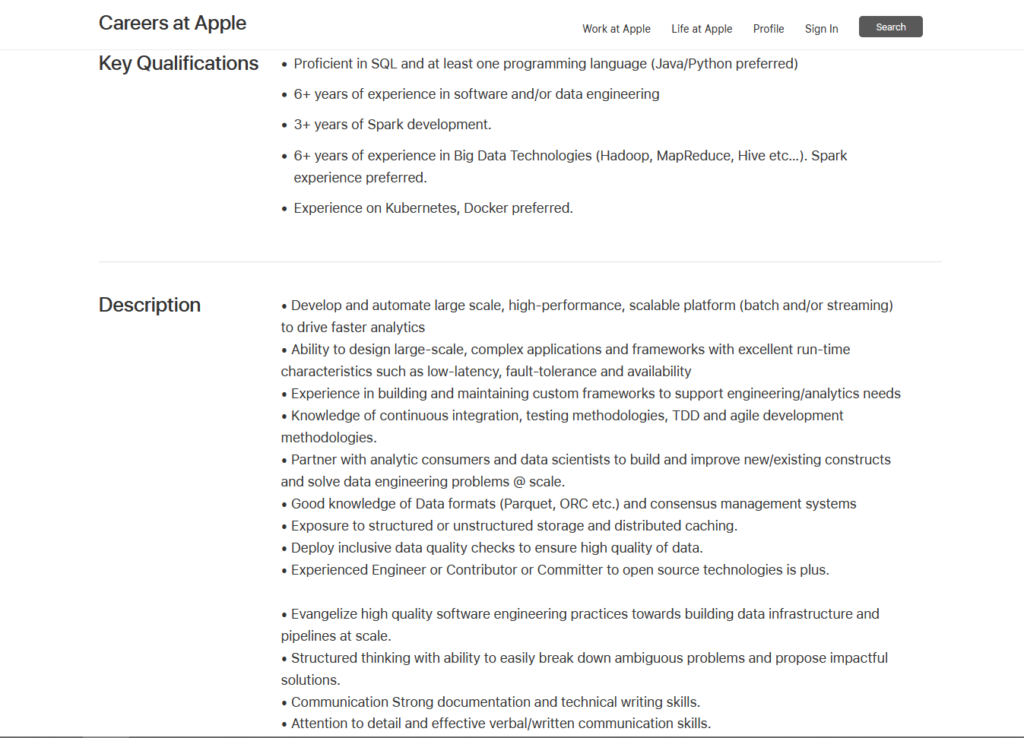 Careers at Apple
Work at Apple Life at Apple Profile Sign In Search
Key Qualifications
• Proficient in SQL and at least one programming language (Java/Python preferred)
• 6+ years of experience in software and/or data engineering
• 3+ years of Spark development.
• 6+ years of experience in Big Data Technologies (Hadoop, MapReduce, Hive etc...). Spark
experience preferred.
• Experience on Kubernetes, Docker preferred.
Description
• Develop and automate large scale, high-performance, scalable platform (batch and/or streaming)
to drive faster analytics
• Ability to design large-scale, complex applications and frameworks with excellent run-time
characteristics such as low-latency, fault-tolerance and availability
• Experience in building and maintaining custom frameworks to support engineering/analytics needs
• Knowledge of continuous integration, testing methodologies, TDD and agile development
methodologies.
• Partner with analytic consumers and data scientists to build and improve new/existing constructs
and solve data engineering problems @ scale.
• Good knowledge of Data formats (Parquet, ORC etc.) and consensus management systems
• Exposure to structured or unstructured storage and distributed caching.
• Deploy inclusive data quality checks to ensure high quality of data.
• Experienced Engineer or Contributor or Committer to open source technologies is plus.
• Evangelize high quality software engineering practices towards building data infrastructure and
pipelines at scale.
• Structured thinking with ability to easily break down ambiguous problems and propose impactful
solutions.
• Communication Strong documentation and technical writing skills.
• Attention to detail and effective verbal/written communication skills.